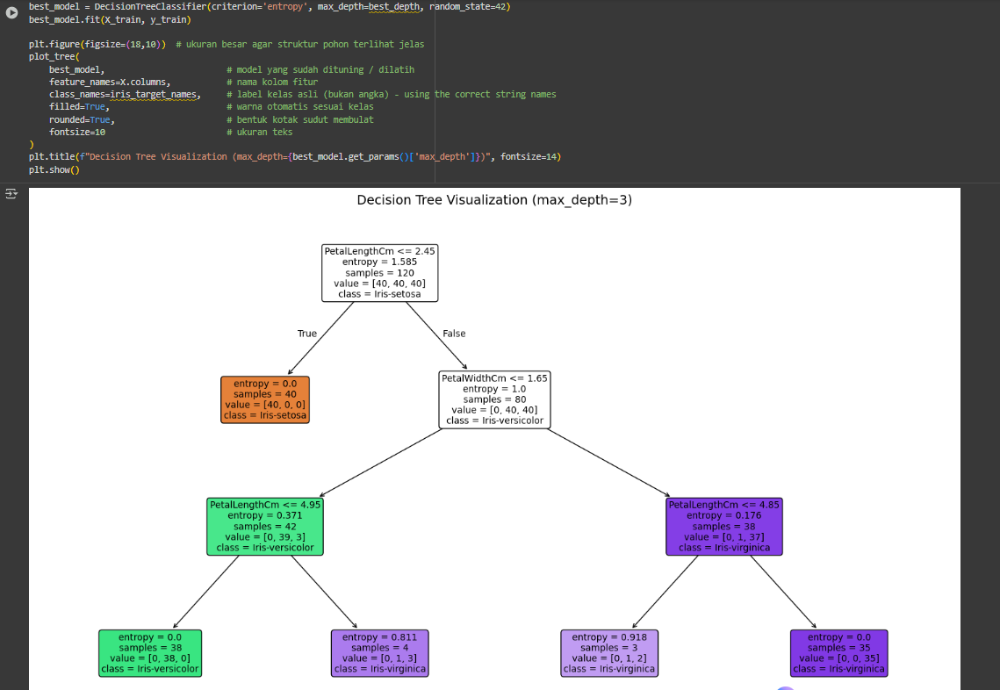 best_model = DecisionTreeClassifier(criterion='entropy', max_depth=best_depth, random_state=42)
best_model.fit(X_train, y_train)
plt.figure(figsize=(18,10))  # ukuran besar agar struktur pohon terlihat jelas
plot_tree(
    best_model,                     # model yang sudah dituning / dilatih
    feature_names=X.columns,          # nama kolom fitur
    class_names=iris_target_names,    # label kelas asli (bukan angka) - using the correct string names
    filled=True,                    # warna otomatis sesuai kelas
    rounded=True,                   # bentuk kotak sudut membulat
    fontsize=10                     # ukuran teks
)
plt.title(f"Decision Tree Visualization (max_depth={best_model.get_params()['max_depth']})", fontsize=14)
plt.show()
Decision Tree Visualization (max_depth=3)
PetalLengthCm <= 2.45
entropy = 1.585
samples = 120
value = [40, 40, 40]
class = Iris-setosa
True
False
entropy = 0.0
samples = 40
value = [40, 0, 0]
class = Iris-setosa
PetalWidthCm <= 1.65
entropy = 1.0
samples = 80
value = [0, 40, 40]
class = Iris-versicolor
PetalLengthCm <= 4.95
entropy = 0.371
samples = 42
value = [0, 39, 3]
class = Iris-versicolor
PetalLengthCm <= 4.85
entropy = 0.176
samples = 38
value = [0, 1, 37]
class = Iris-virginica
entropy = 0.0
samples = 38
value = [0, 38, 0]
class = Iris-versicolor
entropy = 0.811
samples = 4
value = [0, 1, 3]
class = Iris-virginica
entropy = 0.918
samples = 3
value = [0, 1, 2]
class = Iris-virginica
entropy = 0.0
samples = 35
value = [0, 0, 35]
class = Iris-virginica